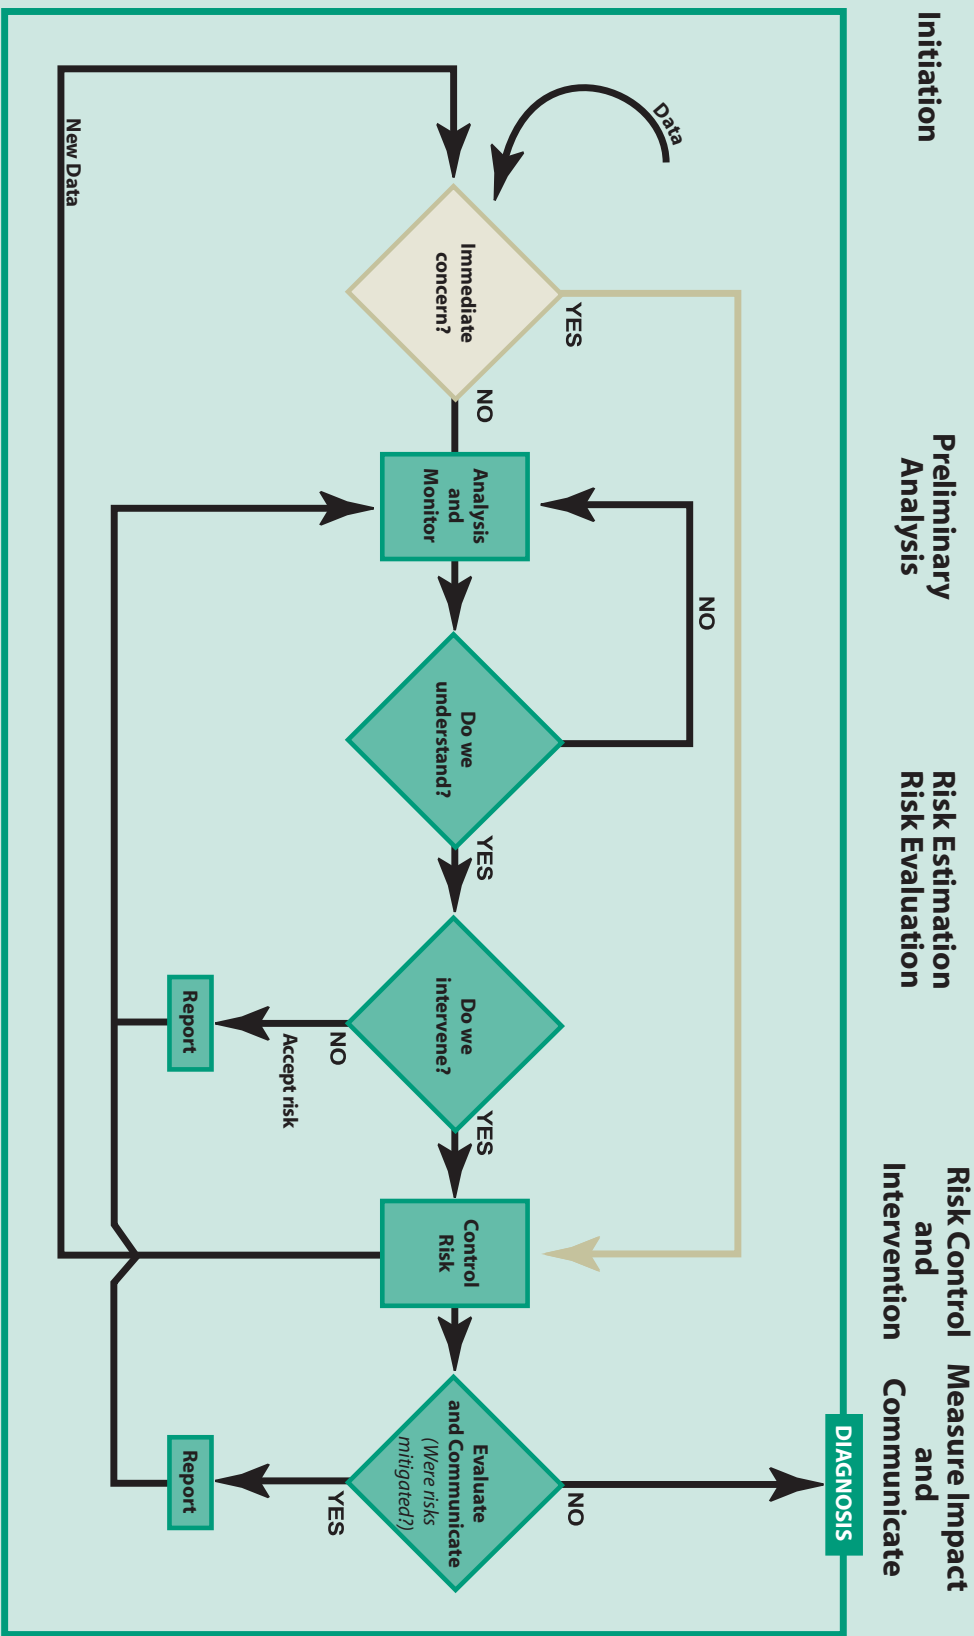 Initiation
Preliminary
Analysis
Risk Estimation
Risk Evaluation
Risk Control
and
Intervention
Measure Impact
and
Communicate
DIAGNOSIS
Data
YES
Immediate
concern?
NO
Analysis
and
Monitor
NO
Do we
understand?
YES
Do we
intervene?
YES
NO
Accept risk
Report
Control
Risk
NO
Evaluate
and Communicate
(Were risks
mitigated?)
YES
Report
New Data